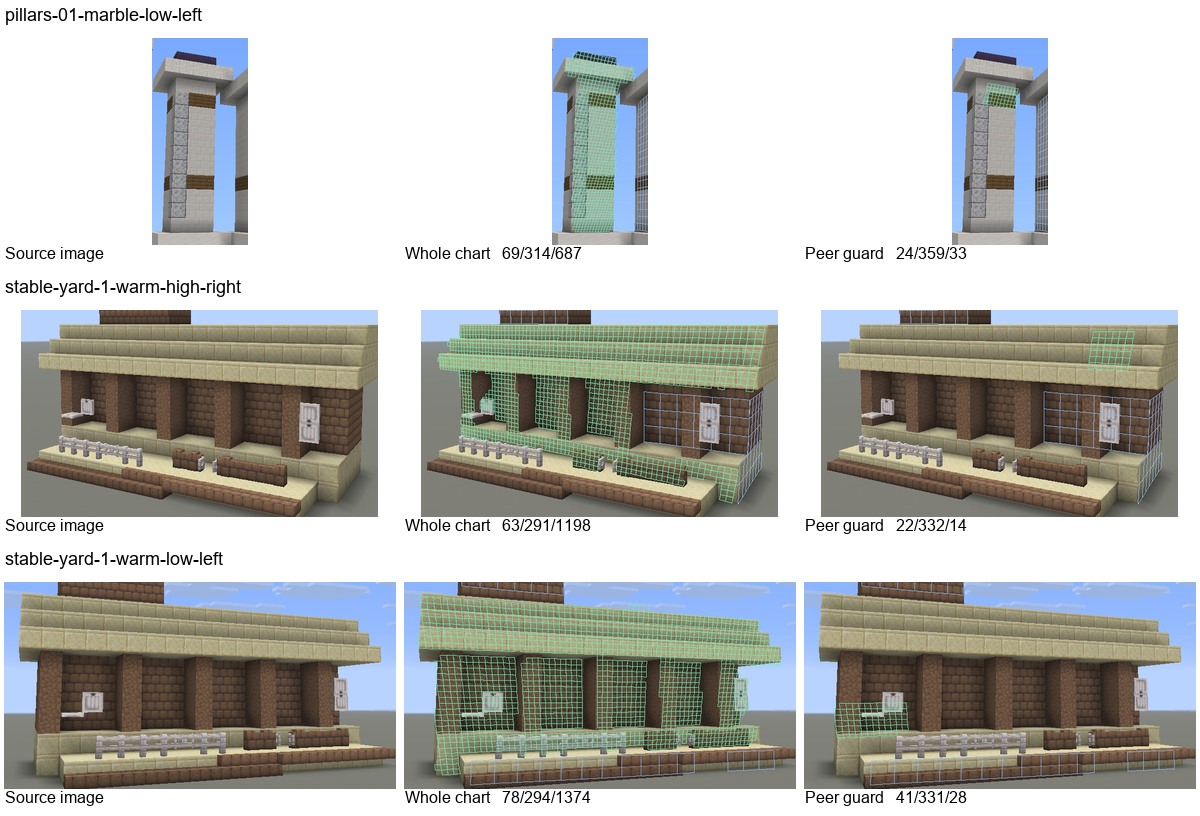 pillars-01-marble-low-left
Source image
Whole chart 69/314/687
Peer guard 24/359/33
stable-yard-1-warm-high-right
Source image
Whole chart 63/291/1198
Peer guard 22/332/14
stable-yard-1-warm-low-left
Source image
Whole chart 78/294/1374
Peer guard 41/331/28